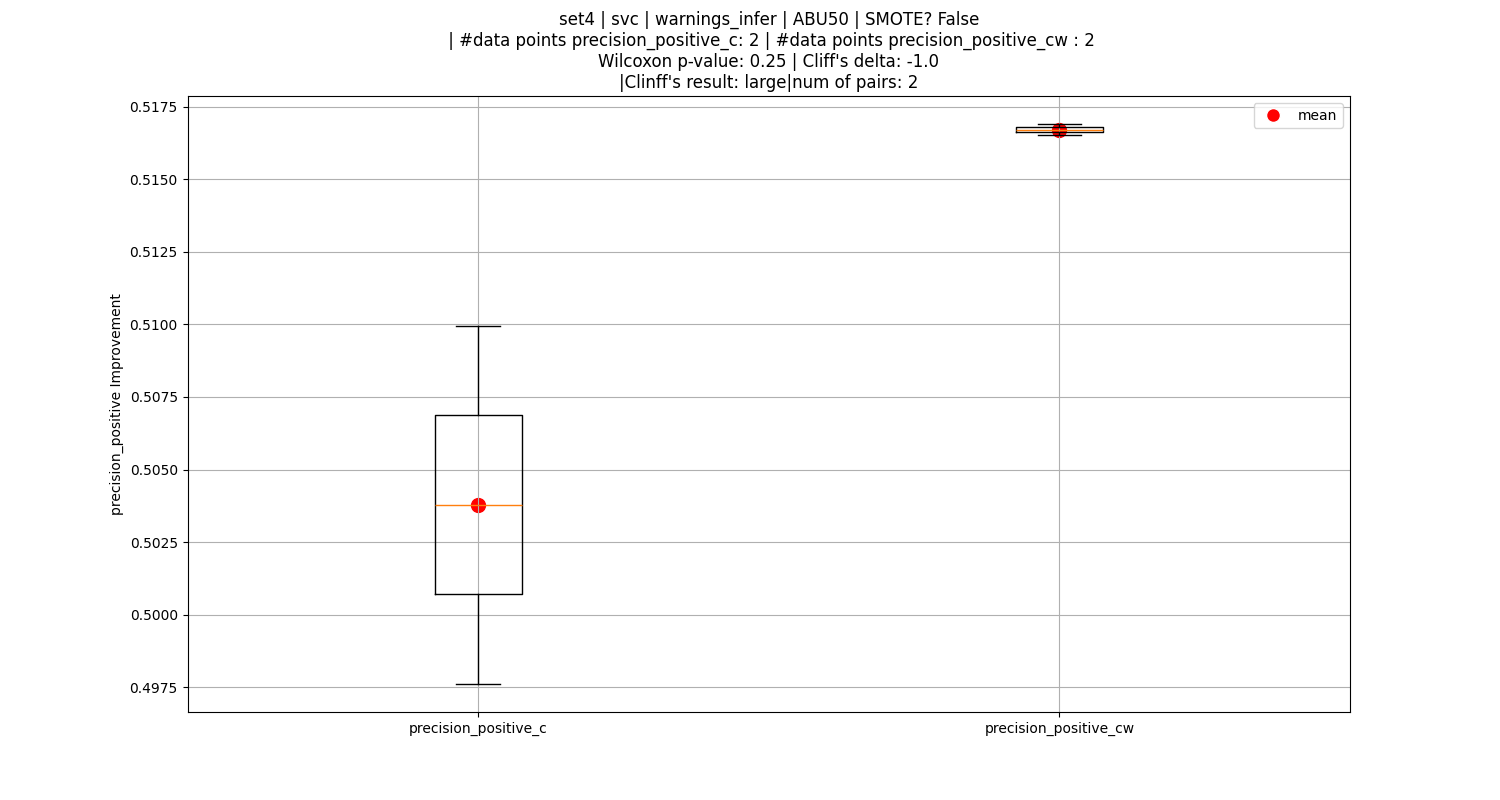 set4 | svc | warnings_infer | ABU50 | SMOTE? False
| #data points precision_positive_c: 2 | #data points precision_positive_cw : 2
Wilcoxon p-value: 0.25 | Cliff's delta: -1.0
|Clinff's result: large|num of pairs: 2
mean
precision_positive Improvement
0.5175
0.5150
0.5125
0.5100
0.5075
0.5050
0.5025
0.5000
0.4975
precision_positive_c
precision_positive_cw